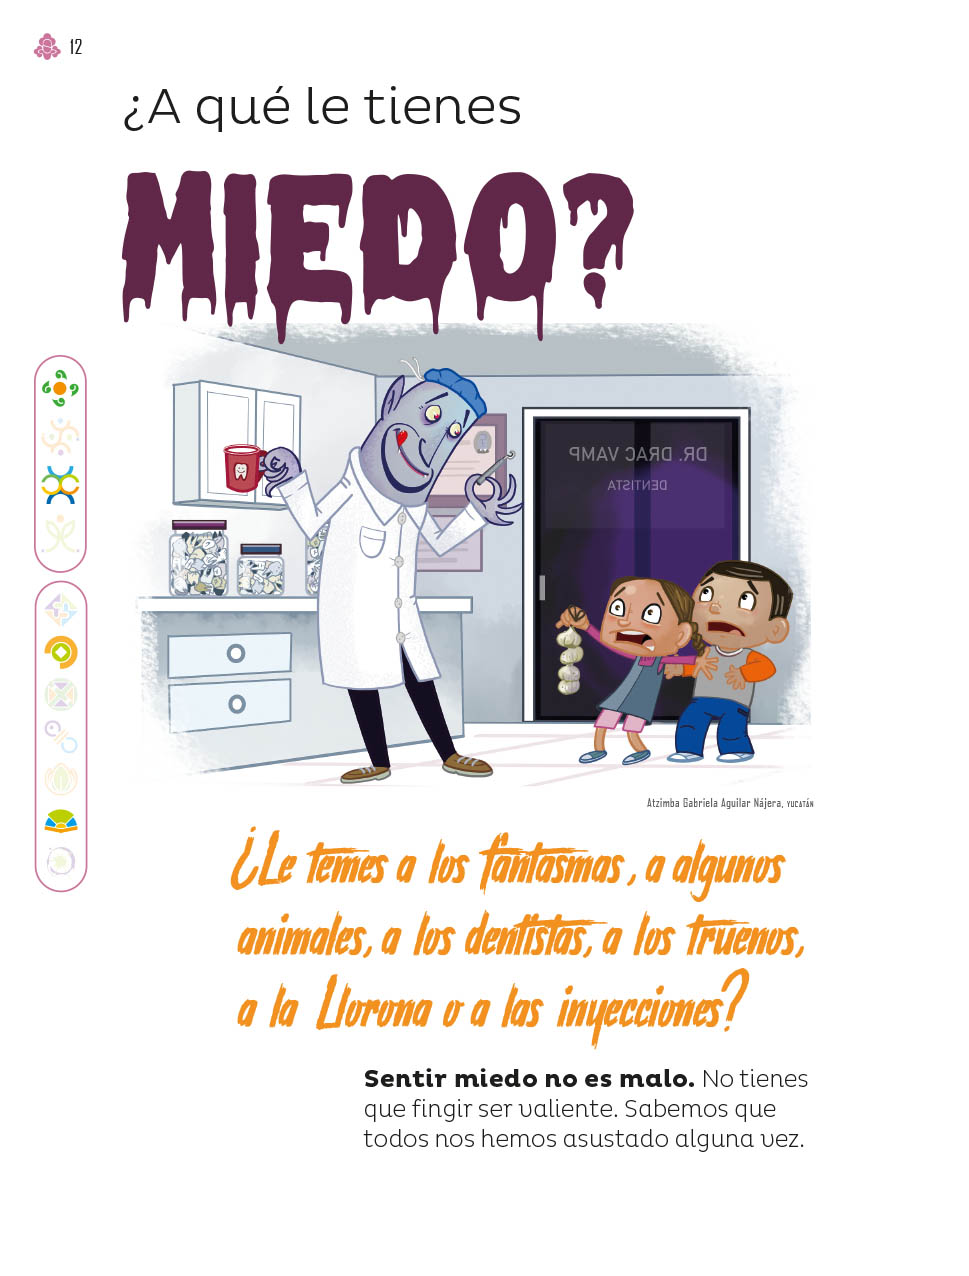 12
¿A qué le tienes
MIEDO?
DR. DRAC VAMP
DENTISTA
Atzimba Gabriela Aguilar Nájera, YUCATÁN
¿Le temes a los fantasmas, a algunos
animales, a los dentistas, a los truenos,
a la Llorona o a las inyecciones?
Sentir miedo no es malo. No tienes
que fingir ser valiente. Sabemos que
todos nos hemos asustado alguna vez.